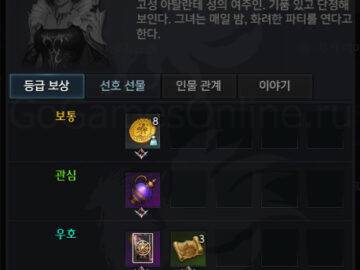 고성 아탈란테 성의 여주인. 기품 있고 단정해
보인다. 그녀는 매일 밤, 화려한 파티를 연다고
한다.
등급 보상 선호 선물 인물 관계 이야기
GoGamesOnline.ru
보통
8
관심
우호
3